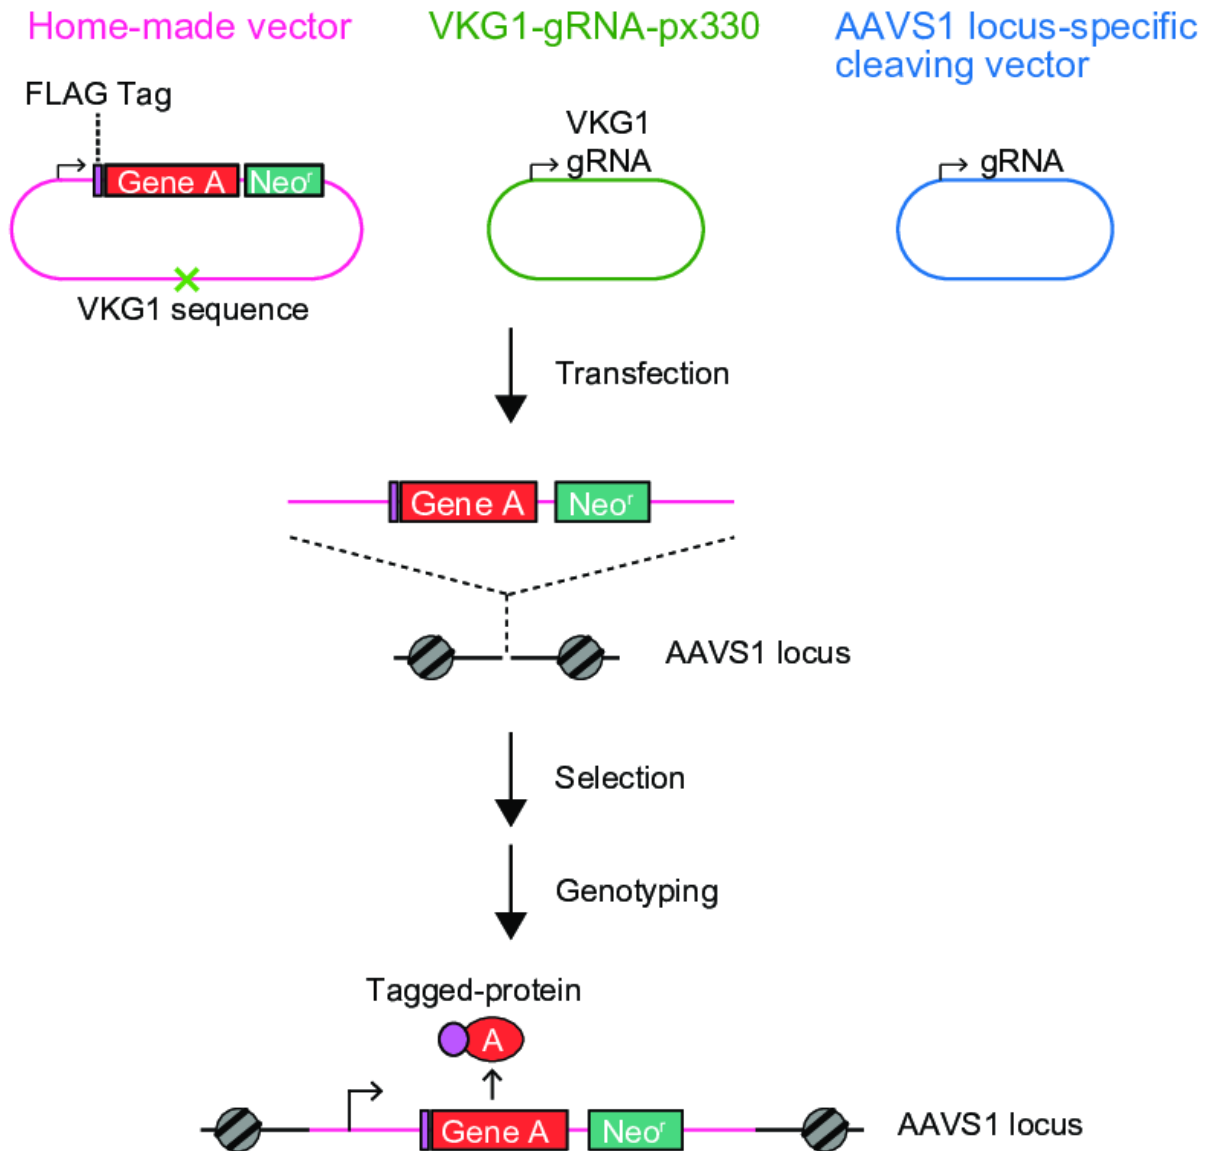 Home-made vector
VKG1-gRNA-px330
AAVS1 locus-specific
cleaving vector
FLAG Tag
Gene A
Neoʳ
VKG1 sequence
VKG1
gRNA
gRNA
Transfection
Gene A
Neoʳ
AAVS1 locus
Selection
Genotyping
Tagged-protein
A
Gene A
Neoʳ
AAVS1 locus